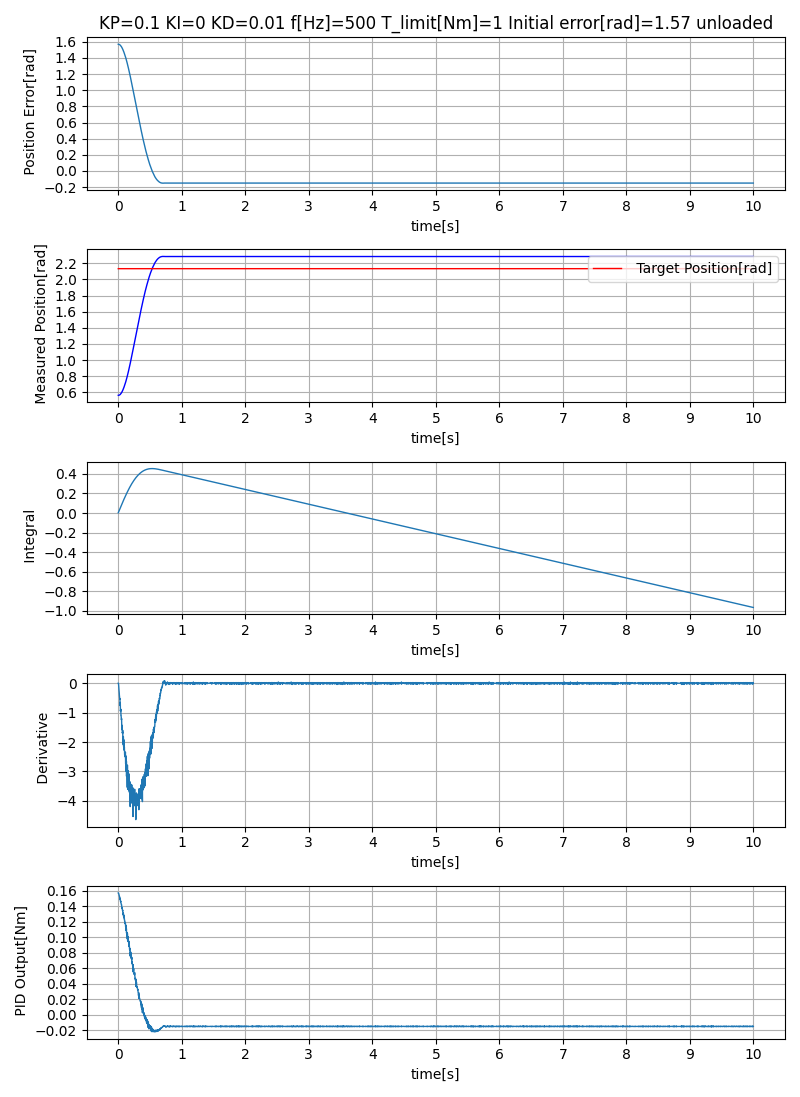 KP=0.1 KI=0 KD=0.01 f[Hz]=500 T_limit[Nm]=1 Initial error[rad]=1.57 unloaded
Position Error[rad]
1.6
1.4
1.2
1.0
0.8
0.6
0.4
0.2
0.0
−0.2
0 1 2 3 4 5 6 7 8 9 10
time[s]
Measured Position[rad]
2.2
2.0
1.8
1.6
1.4
1.2
1.0
0.8
0.6
Target Position[rad]
0 1 2 3 4 5 6 7 8 9 10
time[s]
Integral
0.4
0.2
0.0
−0.2
−0.4
−0.6
−0.8
−1.0
0 1 2 3 4 5 6 7 8 9 10
time[s]
Derivative
0
−1
−2
−3
−4
0 1 2 3 4 5 6 7 8 9 10
time[s]
PID Output[Nm]
0.16
0.14
0.12
0.10
0.08
0.06
0.04
0.02
0.00
−0.02
0 1 2 3 4 5 6 7 8 9 10
time[s]